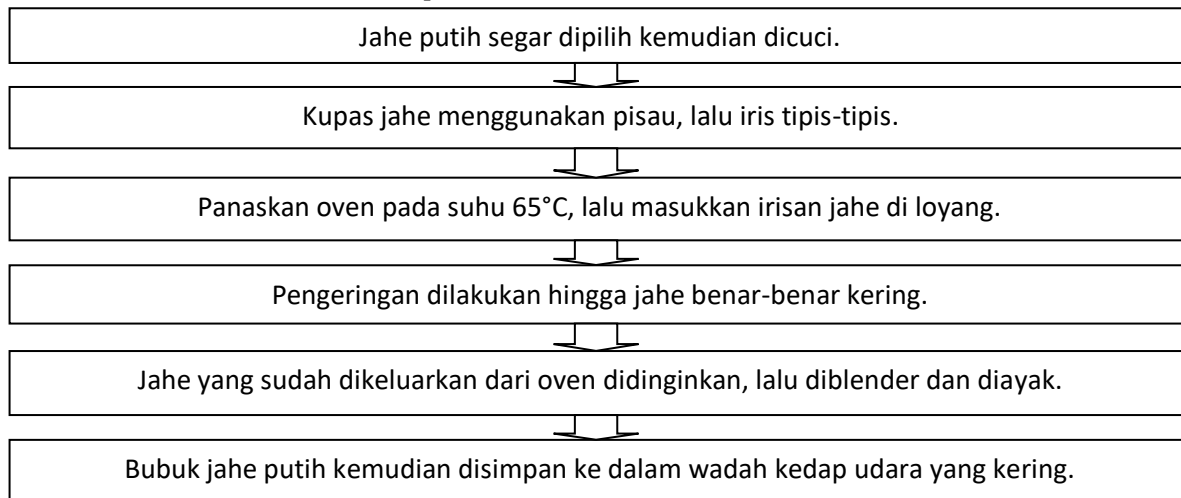 Jahe putih segar dipilih kemudian dicuci.
Kupas jahe menggunakan pisau, lalu iris tipis-tipis.
Panaskan oven pada suhu 65°C, lalu masukkan irisan jahe di loyang.
Pengeringan dilakukan hingga jahe benar-benar kering.
Jahe yang sudah dikeluarkan dari oven didinginkan, lalu diblender dan diayak.
Bubuk jahe putih kemudian disimpan ke dalam wadah kedap udara yang kering.